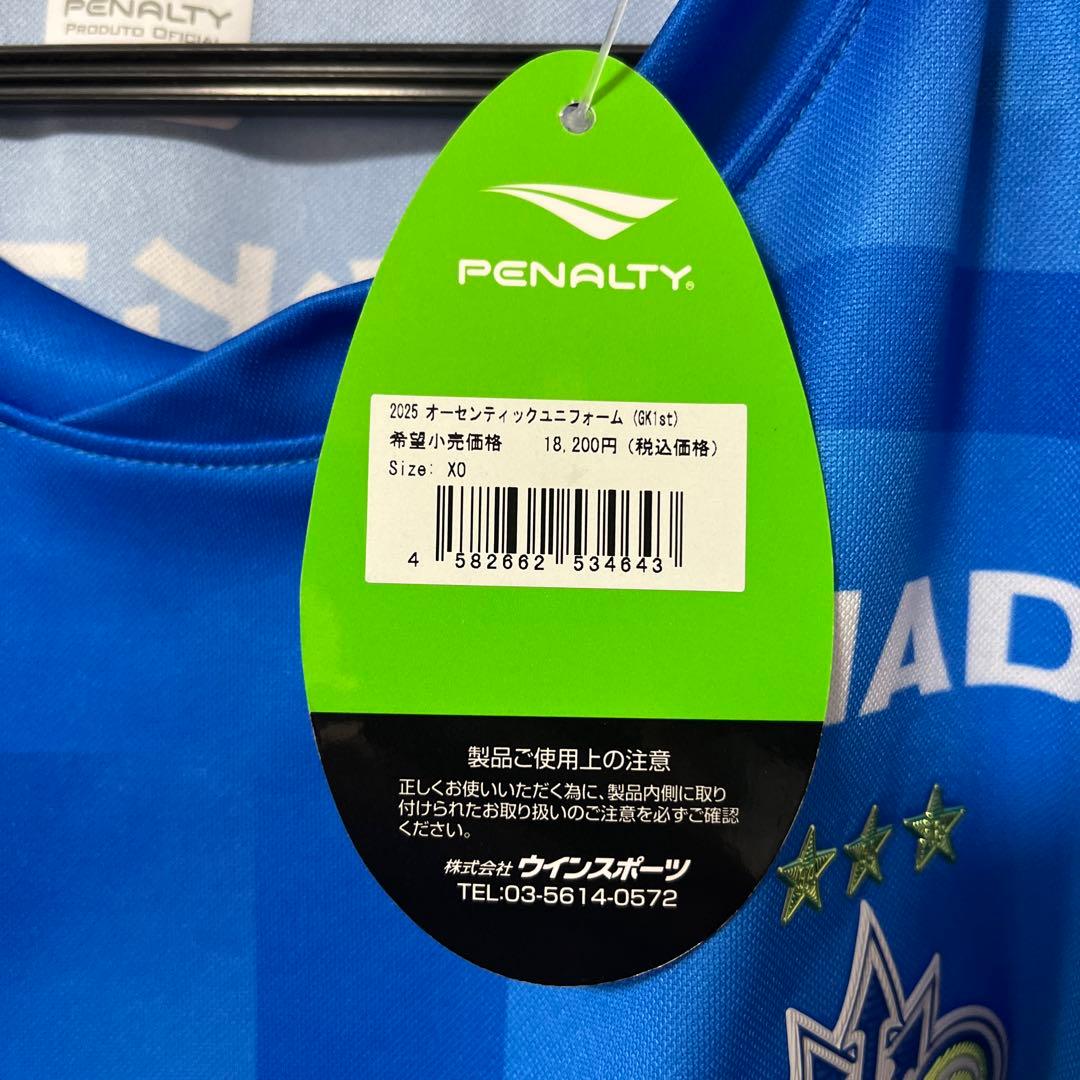 PENALTY
PRODUTO OFICIAL
PENALTY®
2025 オーセンティックユニフォーム (GK1st)
希望小売価格 18,200円 (税込価格)
Size: XO
4 582662 534643
製品ご使用上の注意
正しくお使いいただく為に、製品内側に取り
付けられたお取り扱いのご注意を必ずご確認
ください。
株式会社 ウインスポーツ
TEL:03-5614-0572